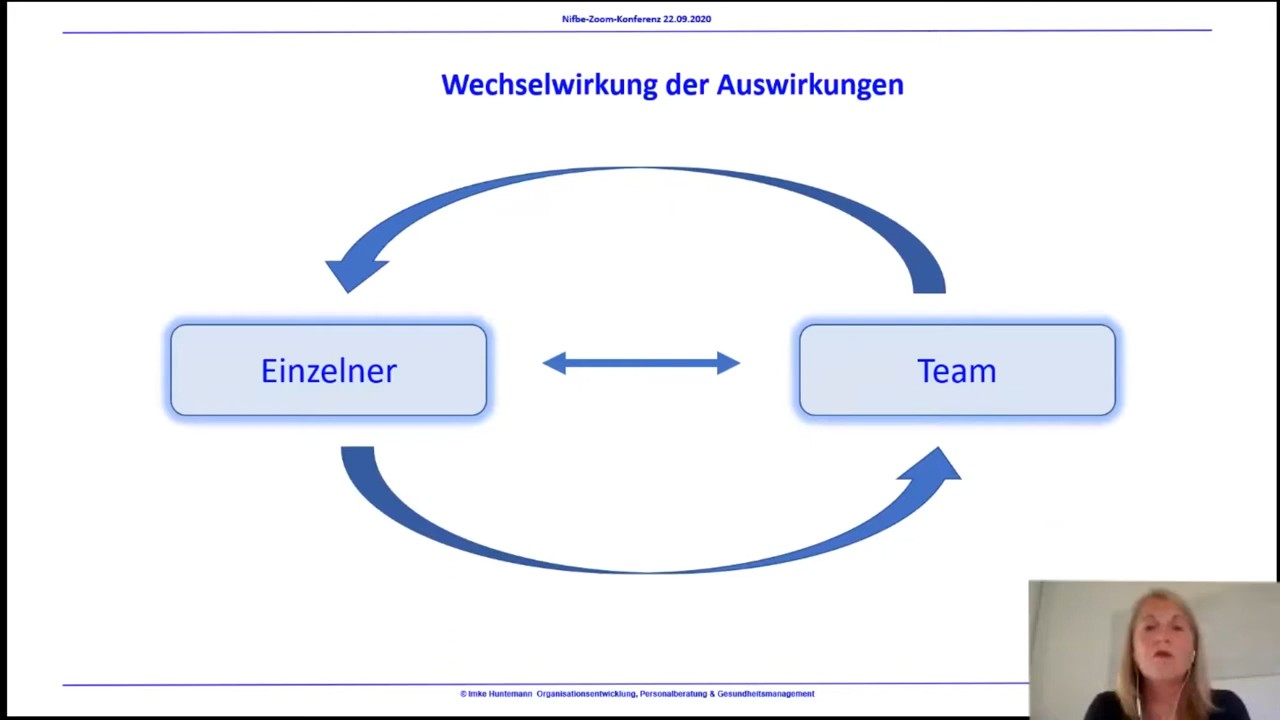 Nifbe-Zoom-Konferenz 22.09.2020
Wechselwirkung der Auswirkungen
Einzelner
Team
© Imke Huntemann Organisationsentwicklung, Personalberatung & Gesundheitsmanagement